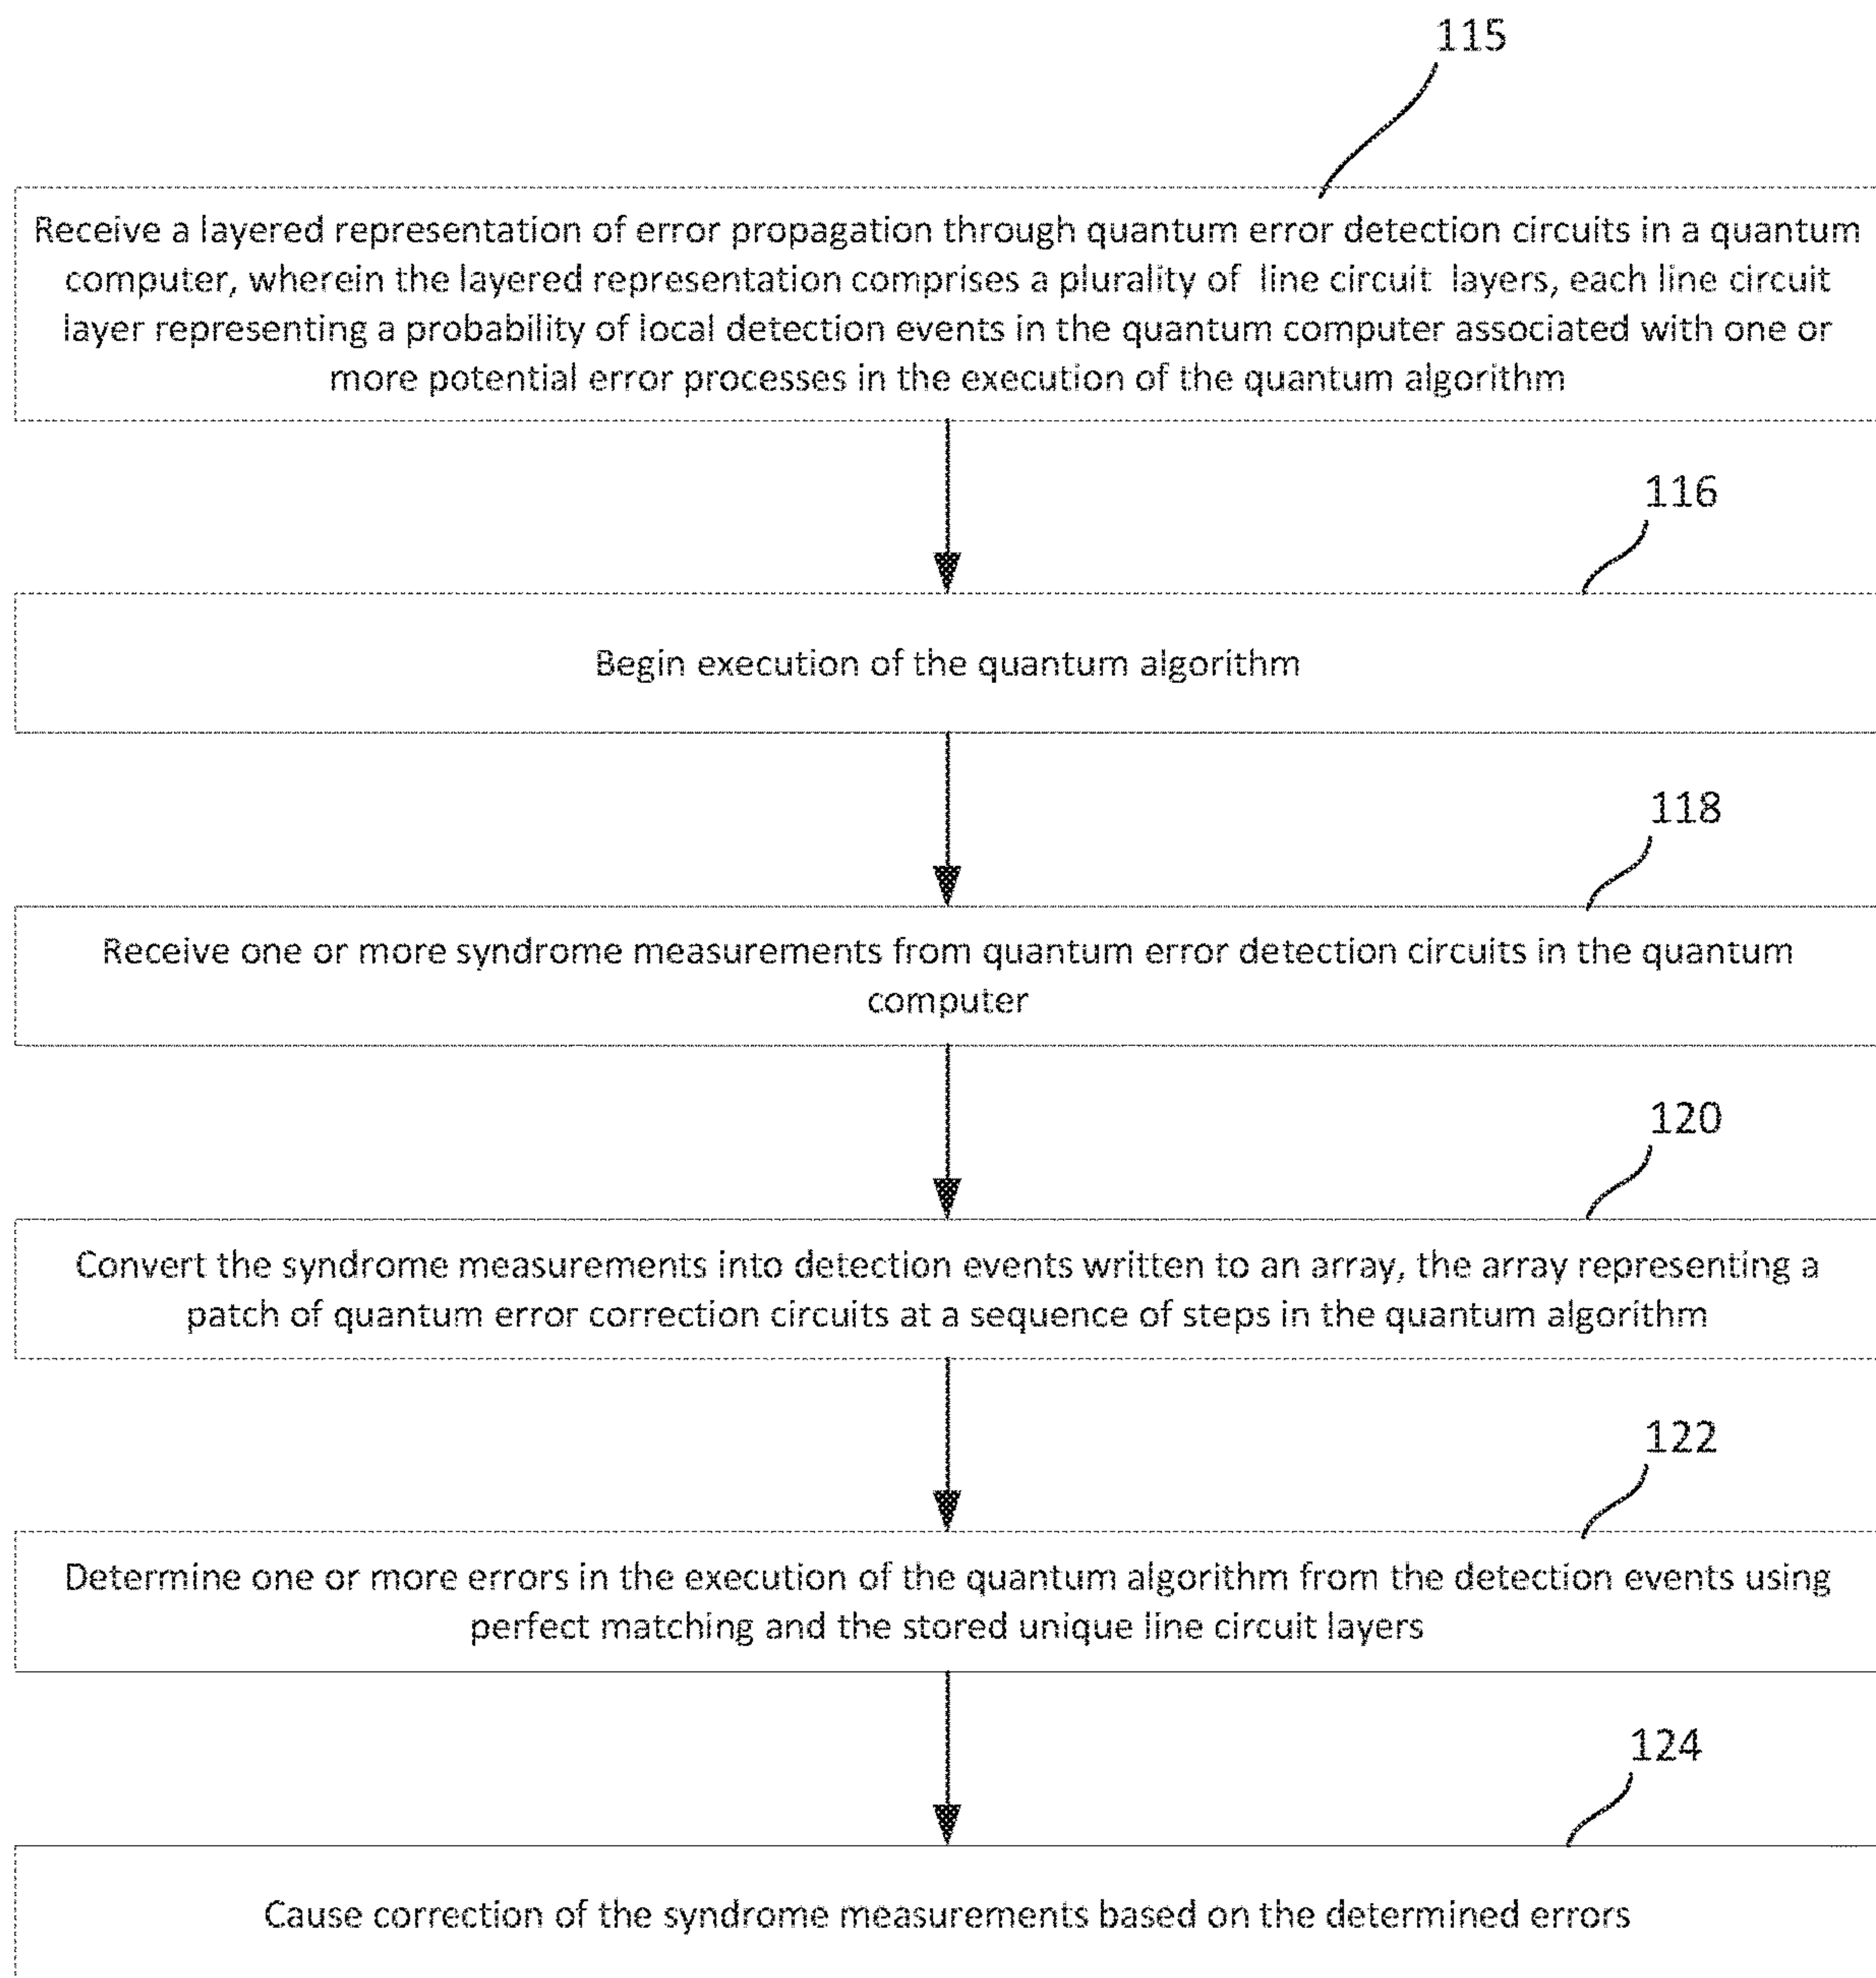 115
Receive a layered representation of error propagation through quantum error detection circuits in a quantum
computer, wherein the layered representation comprises a plurality of line circuit layers, each line circuit
layer representing a probability of local detection events in the quantum computer associated with one or
more potential error processes in the execution of the quantum algorithm
116
Begin execution of the quantum algorithm
118
Receive one or more syndrome measurements from quantum error detection circuits in the quantum
computer
120
Convert the syndrome measurements into detection events written to an array, the array representing a
patch of quantum error correction circuits at a sequence of steps in the quantum algorithm
122
Determine one or more errors in the execution of the quantum algorithm from the detection events using
perfect matching and the stored unique line circuit layers
124
Cause correction of the syndrome measurements based on the determined errors